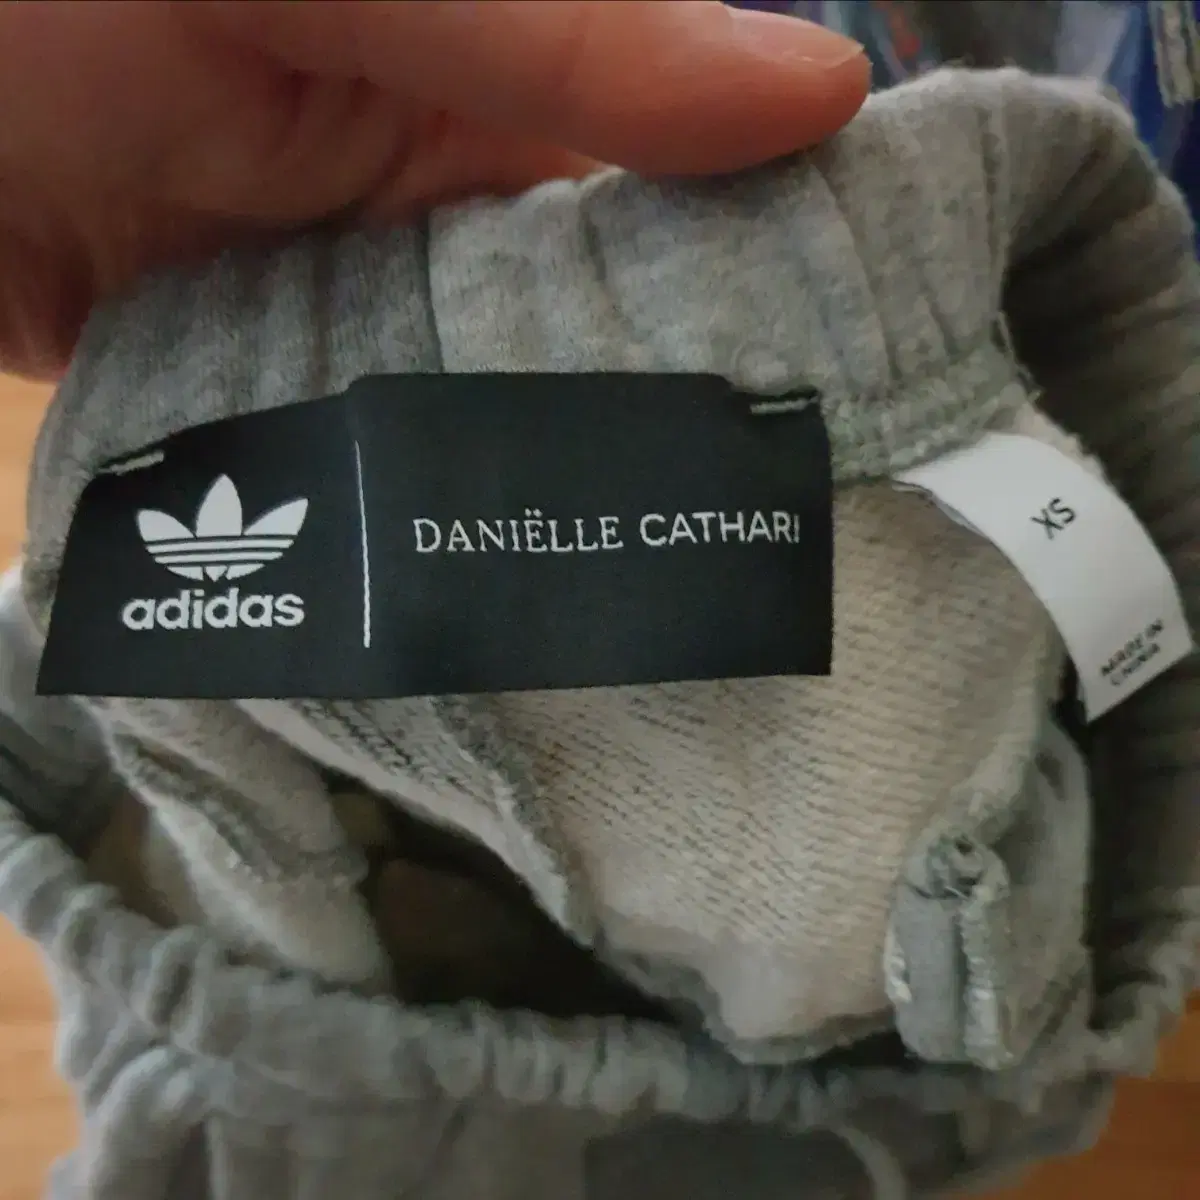 adidas
DANIËLLE CATHARI
XS
MADE IN
CHINA